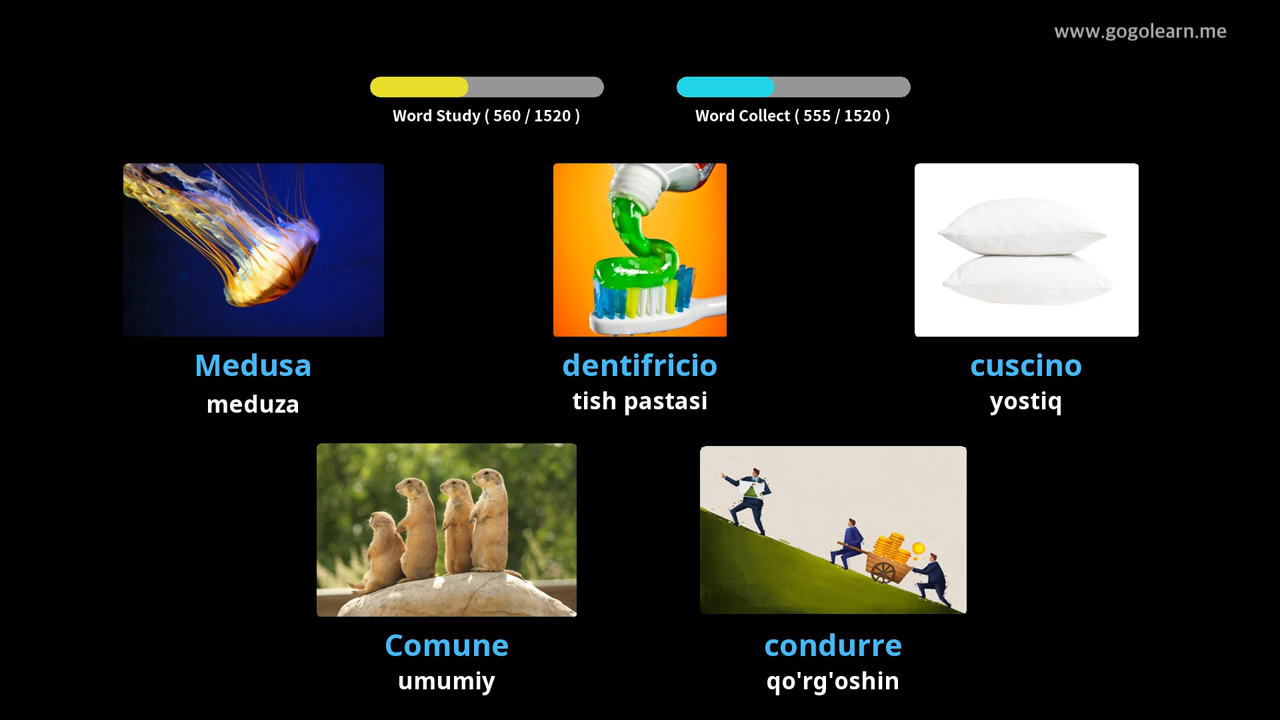 www.gogolearn.me
Word Study ( 560 / 1520 )
Word Collect ( 555 / 1520 )
Medusa
meduza
dentifricio
tish pastasi
cuscino
yostiq
Comune
umumiy
condurre
qo'rg'oshin